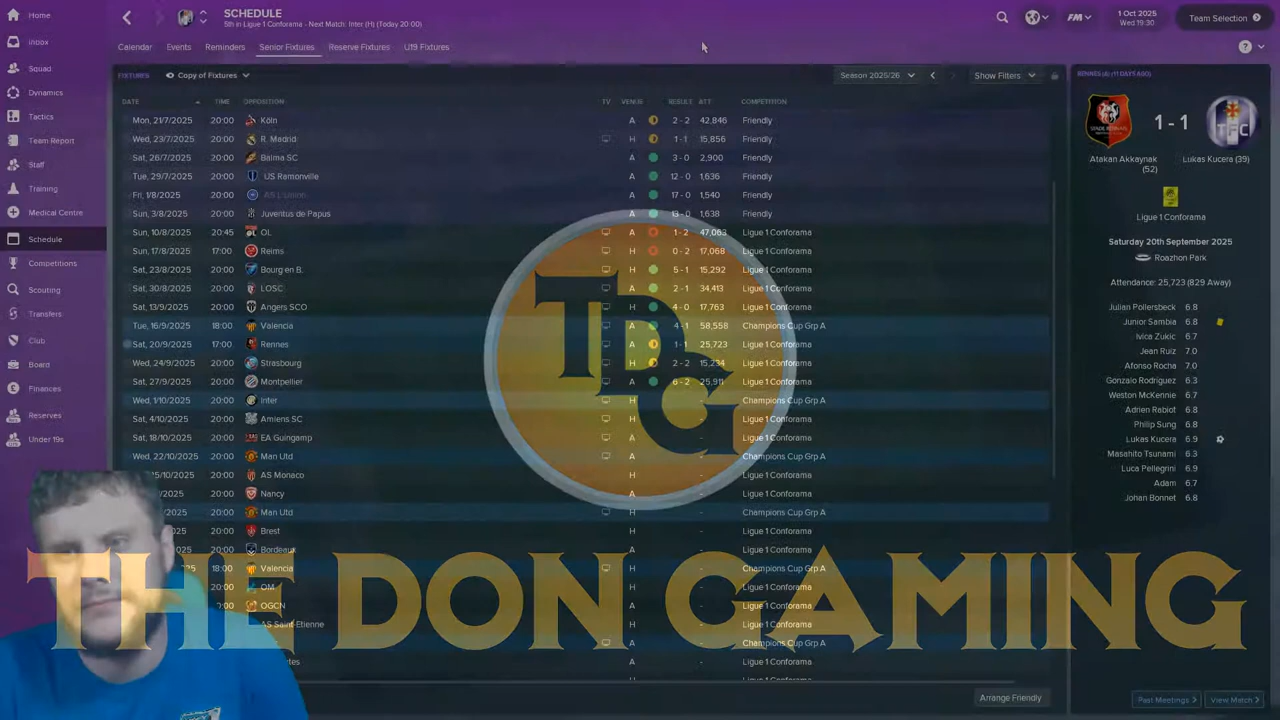 Home
Inbox
Squad
Dynamics
Tactics
Team Report
Staff
Training
Medical Centre
Schedule
Competitions
Scouting
Transfers
Club
Board
Finances
Reserves
Under 19s
SCHEDULE
5th in Ligue 1 Conforama - Next Match: Inter (H) (Today 20:00)
FM
1 Oct 2025
Wed 19:30
Team Selection
Calendar Events Reminders Senior Fixtures Reserve Fixtures U19 Fixtures
FIXTURES Copy of Fixtures Season 2025/26 Show Filters
DATE TIME OPPOSITION TV VENUE RESULT ATT COMPETITION
Mon, 21/7/2025 20:00 Köln A 2 - 2 42,846 Friendly
Wed, 23/7/2025 20:00 R. Madrid H 1 - 1 15,856 Friendly
Sat, 26/7/2025 20:00 Balma SC A 3 - 0 2,900 Friendly
Tue, 29/7/2025 20:00 US Ramonville A 12 - 0 1,636 Friendly
Fri, 1/8/2025 20:00 AS L'Union A 17 - 0 1,540 Friendly
Sun, 3/8/2025 20:00 Juventus de Papus A 13 - 0 1,638 Friendly
Sun, 10/8/2025 20:45 OL A 1 - 2 47,063 Ligue 1 Conforama
Sun, 17/8/2025 17:00 Reims H 0 - 2 17,068 Ligue 1 Conforama
Sat, 23/8/2025 20:00 Bourg en B. H 5 - 1 15,292 Ligue 1 Conforama
Sat, 30/8/2025 20:00 LOSC A 2 - 1 34,413 Ligue 1 Conforama
Sat, 13/9/2025 20:00 Angers SCO H 4 - 0 17,763 Ligue 1 Conforama
Tue, 16/9/2025 18:00 Valencia A 4 - 1 58,558 Champions Cup Grp A
Sat, 20/9/2025 17:00 Rennes A 1 - 1 25,723 Ligue 1 Conforama
Wed, 24/9/2025 20:00 Strasbourg H 2 - 2 15,234 Ligue 1 Conforama
Sat, 27/9/2025 20:00 Montpellier A 6 - 2 25,911 Ligue 1 Conforama
Wed, 1/10/2025 20:00 Inter H - Champions Cup Grp A
Sat, 4/10/2025 20:00 Amiens SC H - Ligue 1 Conforama
Sat, 18/10/2025 20:00 EA Guingamp A - Ligue 1 Conforama
Wed, 22/10/2025 20:00 Man Utd A - Champions Cup Grp A
25/10/2025 20:00 AS Monaco H - Ligue 1 Conforama
/2025 20:00 Nancy A - Ligue 1 Conforama
/2025 20:00 Man Utd H - Champions Cup Grp A
/2025 20:00 Brest H - Ligue 1 Conforama
/2025 20:00 Bordeaux A - Ligue 1 Conforama
18:00 Valencia H - Champions Cup Grp A
20:00 OM H - Ligue 1 Conforama
OGCN A - Ligue 1 Conforama
AS Saint-Etienne H - Ligue 1 Conforama
A - Champions Cup Grp A
A - Ligue 1 Conforama
Arrange Friendly
TDG
THE DON GAMING
RENNES (A) (11 DAYS AGO)
STADE RENNAIS
1 - 1
TFC
Atakan Akkaynak (52)
Lukas Kucera (39)
Ligue 1 Conforama
Saturday 20th September 2025
Roazhon Park
Attendance: 25,723 (829 Away)
Julian Pollersbeck 6.8
Junior Sambia 6.8
Ivica Zukic 6.7
Jean Ruiz 7.0
Afonso Rocha 7.0
Gonzalo Rodríguez 6.3
Weston McKennie 6.7
Adrien Rabiot 6.8
Philip Sung 6.8
Lukas Kucera 6.9
Masahito Tsunami 6.3
Luca Pellegrini 6.9
Adam 6.7
Johan Bonnet 6.8
Past Meetings View Match